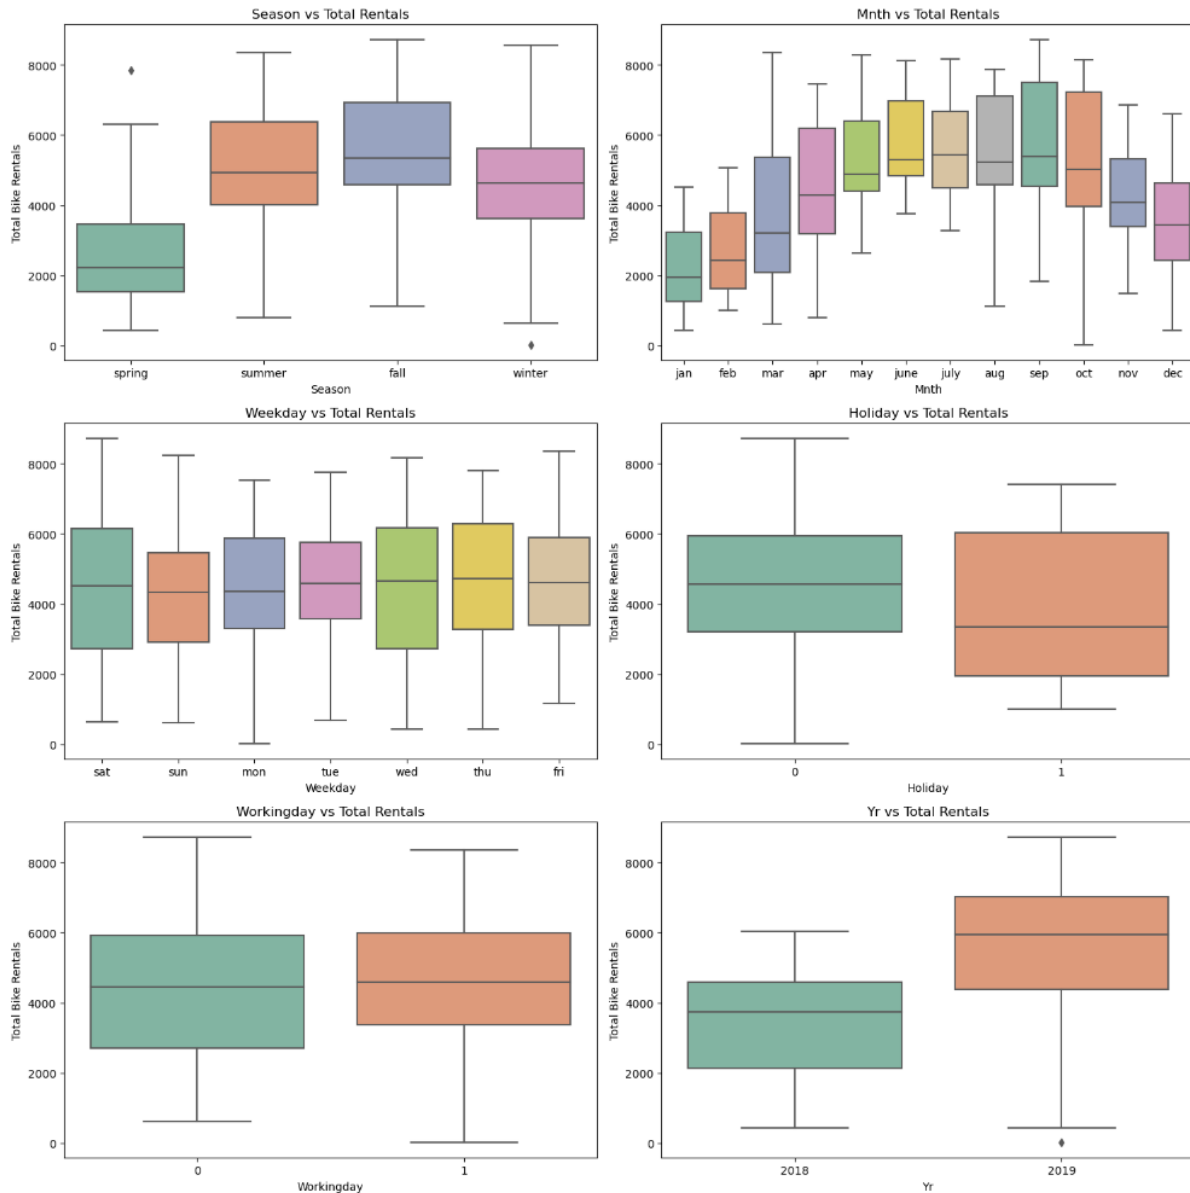 Season vs Total Rentals
Total Bike Rentals
8000
6000
4000
2000
0
spring summer fall winter
Season
Mnth vs Total Rentals
Total Bike Rentals
8000
6000
4000
2000
0
jan feb mar apr may june july aug sep oct nov dec
Mnth
Weekday vs Total Rentals
Total Bike Rentals
8000
6000
4000
2000
0
sat sun mon tue wed thu fri
Weekday
Holiday vs Total Rentals
Total Bike Rentals
8000
6000
4000
2000
0
0 1
Holiday
Workingday vs Total Rentals
Total Bike Rentals
8000
6000
4000
2000
0
0 1
Workingday
Yr vs Total Rentals
Total Bike Rentals
8000
6000
4000
2000
0
2018 2019
Yr